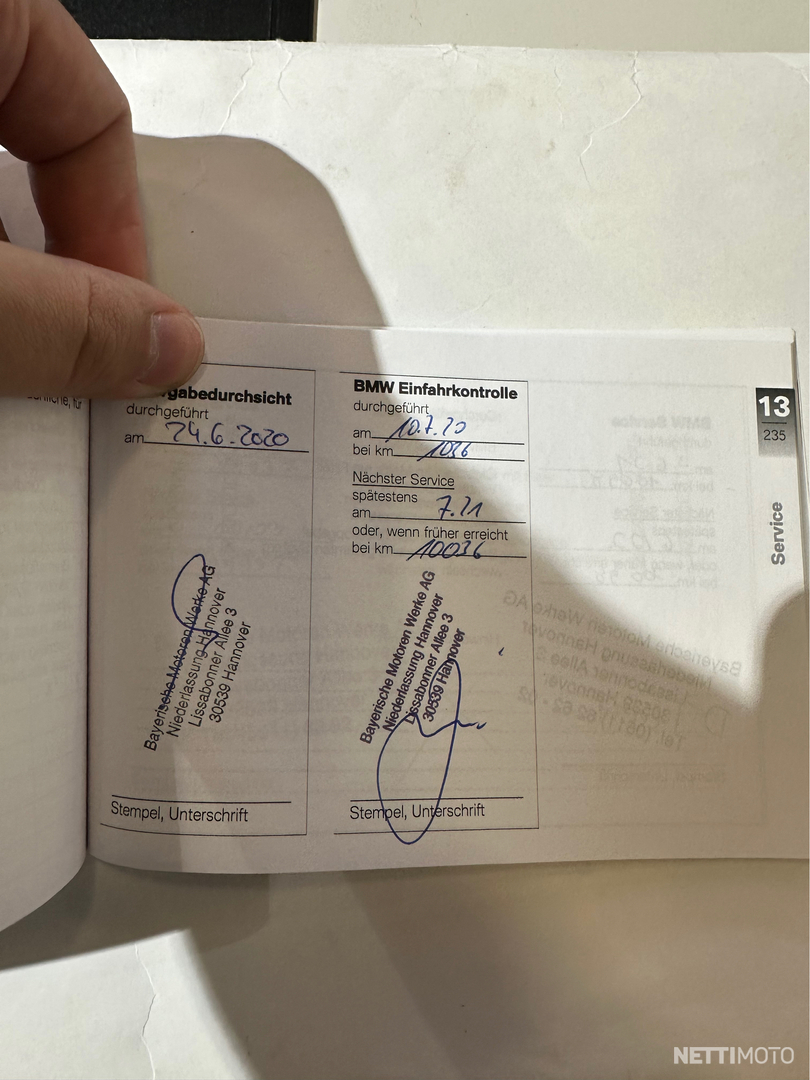 gabedurchsicht
durchgeführt
am 24.6.2020
Bayerische Motoren Werke AG
Niederlassung Hannover
Lissabonner Allee 3
30539 Hannover
Stempel, Unterschrift
BMW Einfahrkontrolle
durchgeführt
am 10.7.20
bei km 1026
Nächster Service
spätestens
am 7.21
oder, wenn früher erreicht
bei km 10036
Bayerische Motoren Werke AG
Niederlassung Hannover
Lissabonner Allee 3
30539 Hannover
Stempel, Unterschrift
13
235
Service
NETTIMOTO